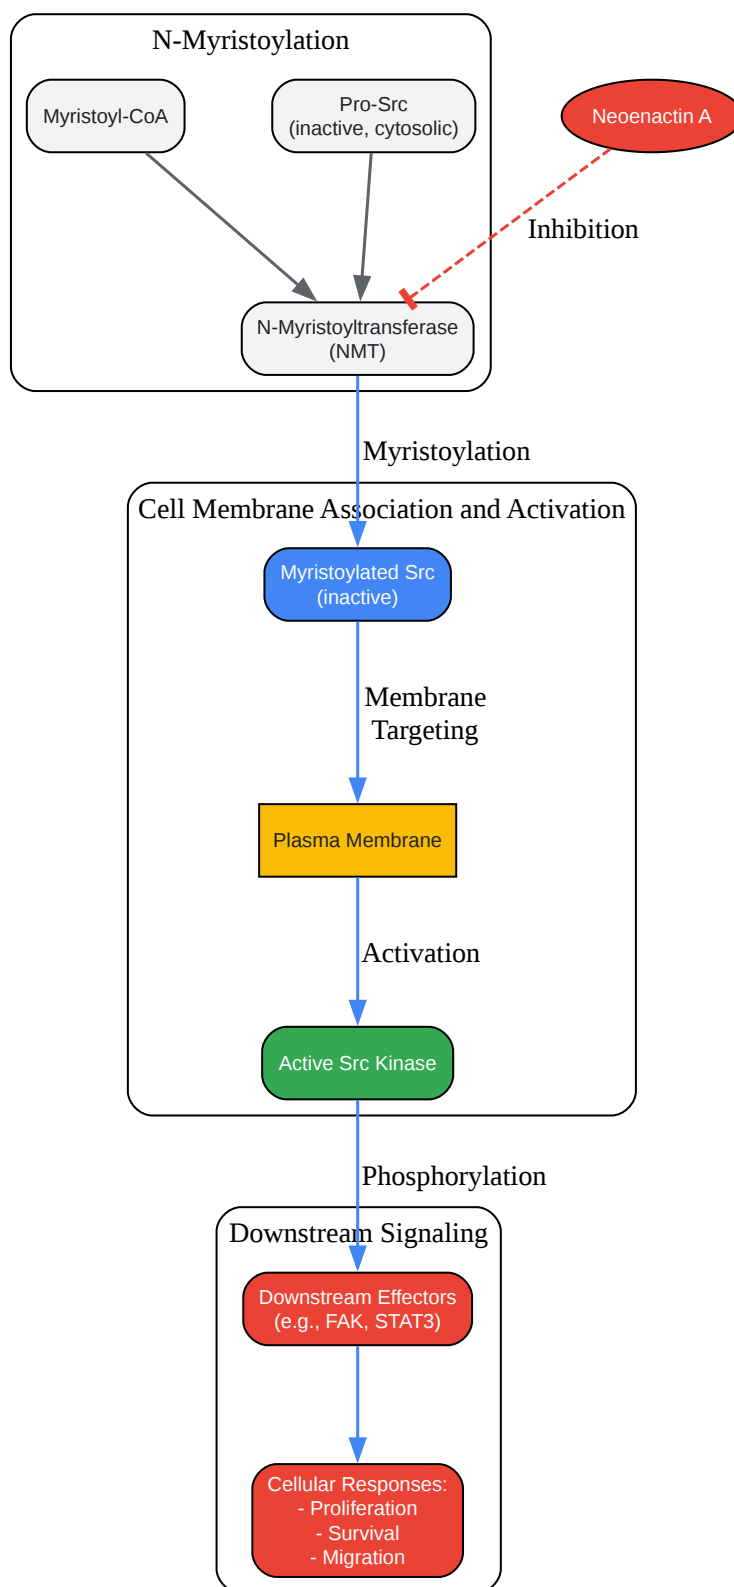 N-Myristoylation
Myristoyl-CoA
Pro-Src
(inactive, cytosolic)
Neoenactin A
Inhibition
N-Myristoyltransferase
(NMT)
Myristoylation
Cell Membrane Association and Activation
Myristoylated Src
(inactive)
Membrane
Targeting
Plasma Membrane
Activation
Active Src Kinase
Phosphorylation
Downstream Signaling
Downstream Effectors
(e.g., FAK, STAT3)
Cellular Responses:
- Proliferation
- Survival
- Migration